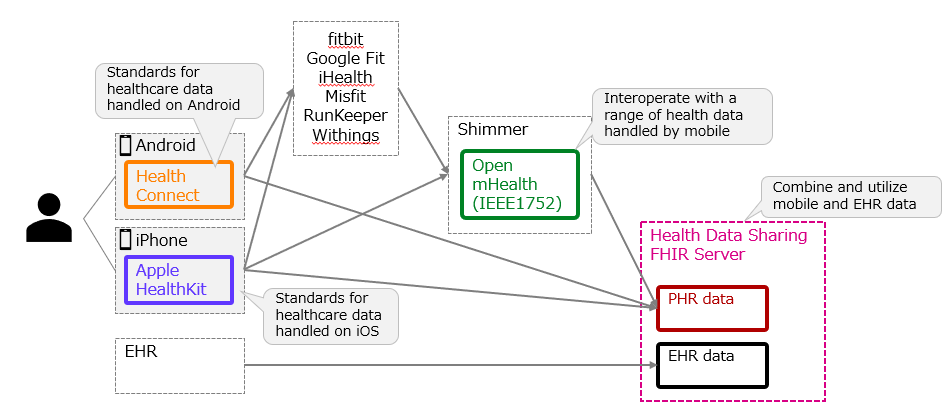 fitbit
Google Fit
iHealth
Misfit
RunKeeper
Withings
Standards for
healthcare data
handled on Android
Android
Health
Connect
iPhone
Apple
HealthKit
Standards for
healthcare data
handled on iOS
EHR
Shimmer
Open
mHealth
(IEEE1752)
Interoperate with a
range of health data
handled by mobile
Combine and utilize
mobile and EHR data
Health Data Sharing
FHIR Server
PHR data
EHR data